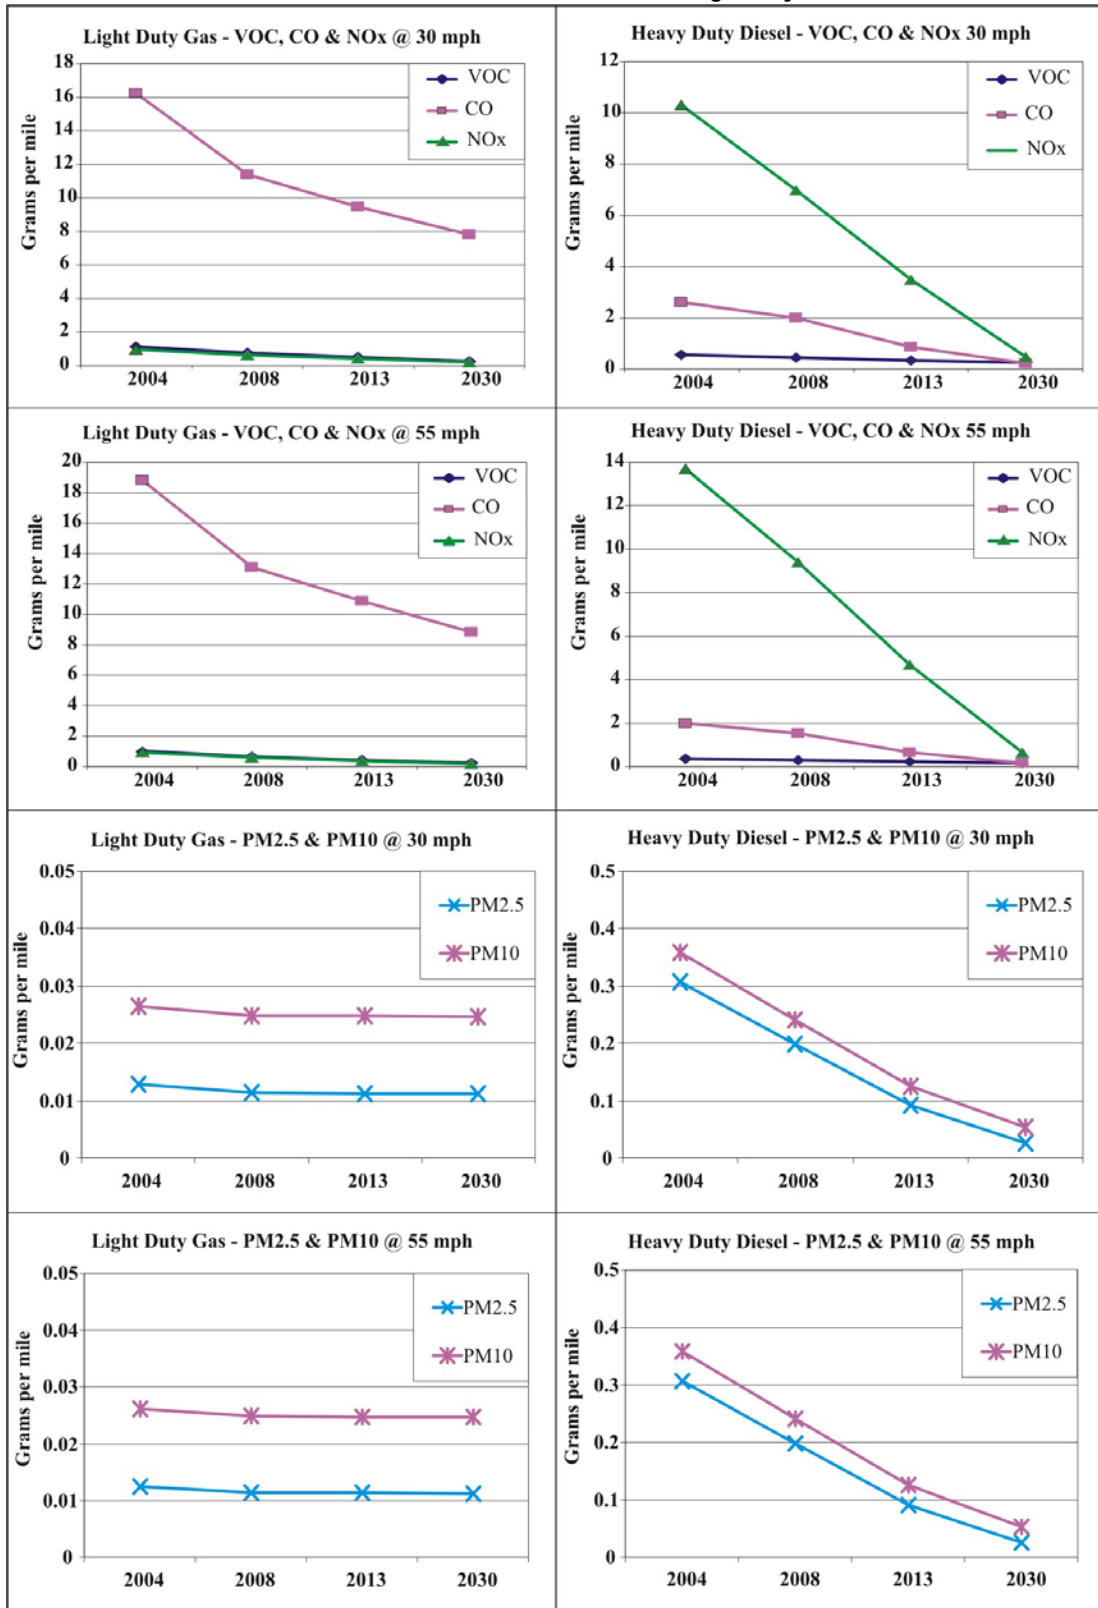 Light Duty Gas - VOC, CO & NOx @ 30 mph
Grams per mile
18
16
14
12
10
8
6
4
2
0
2004 2008 2013 2030
VOC
CO
NOx
Heavy Duty Diesel - VOC, CO & NOx 30 mph
Grams per mile
12
10
8
6
4
2
0
2004 2008 2013 2030
VOC
CO
NOx
Light Duty Gas - VOC, CO & NOx @ 55 mph
Grams per mile
20
18
16
14
12
10
8
6
4
2
0
2004 2008 2013 2030
VOC
CO
NOx
Heavy Duty Diesel - VOC, CO & NOx 55 mph
Grams per mile
14
12
10
8
6
4
2
0
2004 2008 2013 2030
VOC
CO
NOx
Light Duty Gas - PM2.5 & PM10 @ 30 mph
Grams per mile
0.05
0.04
0.03
0.02
0.01
0
2004 2008 2013 2030
PM2.5
PM10
Heavy Duty Diesel - PM2.5 & PM10 @ 30 mph
Grams per mile
0.5
0.4
0.3
0.2
0.1
0
2004 2008 2013 2030
PM2.5
PM10
Light Duty Gas - PM2.5 & PM10 @ 55 mph
Grams per mile
0.05
0.04
0.03
0.02
0.01
0
2004 2008 2013 2030
PM2.5
PM10
Heavy Duty Diesel - PM2.5 & PM10 @ 55 mph
Grams per mile
0.5
0.4
0.3
0.2
0.1
0
2004 2008 2013 2030
PM2.5
PM10